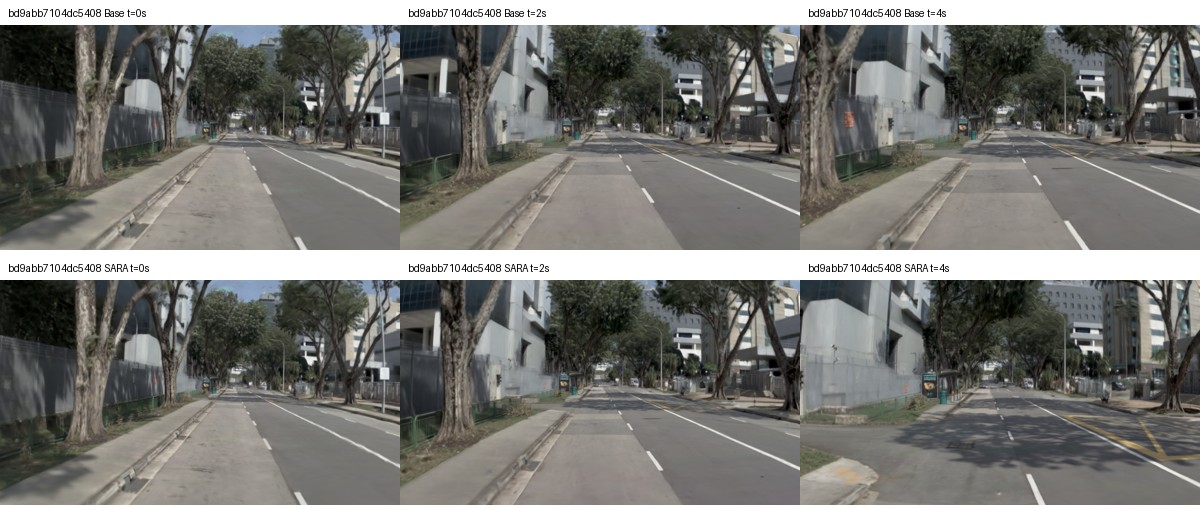 bd9abb7104dc5408 Base t=0s
bd9abb7104dc5408 Base t=2s
bd9abb7104dc5408 Base t=4s
bd9abb7104dc5408 SARA t=0s
bd9abb7104dc5408 SARA t=2s
bd9abb7104dc5408 SARA t=4s